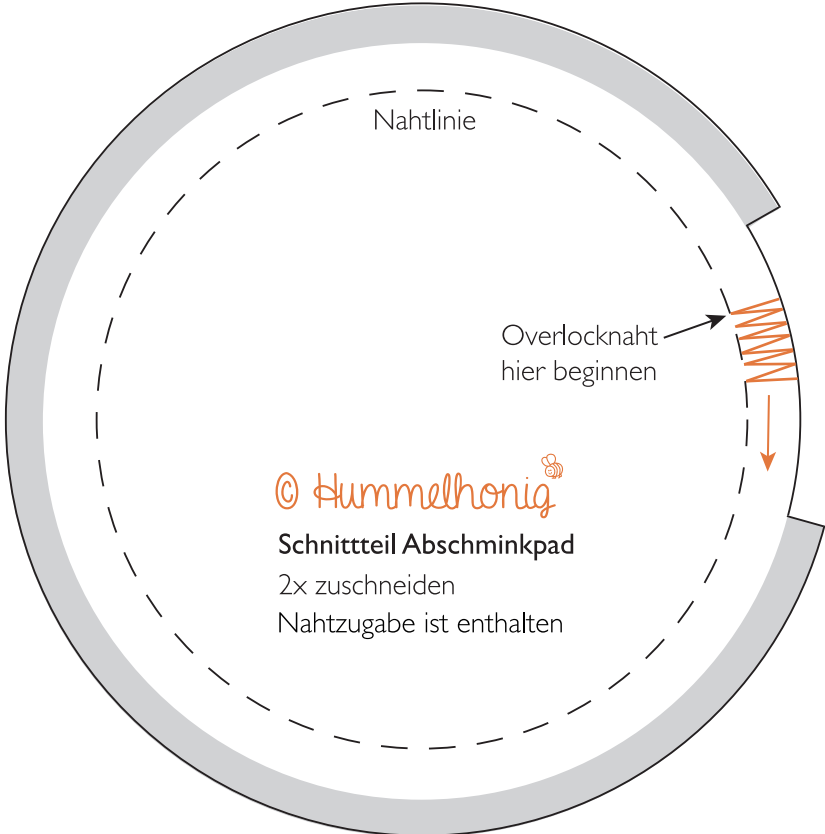 Nahtlinie
Overlocknaht
hier beginnen
© Hummelhonig
Schnittteil Abschminkpad
2x zuschneiden
Nahtzugabe ist enthalten